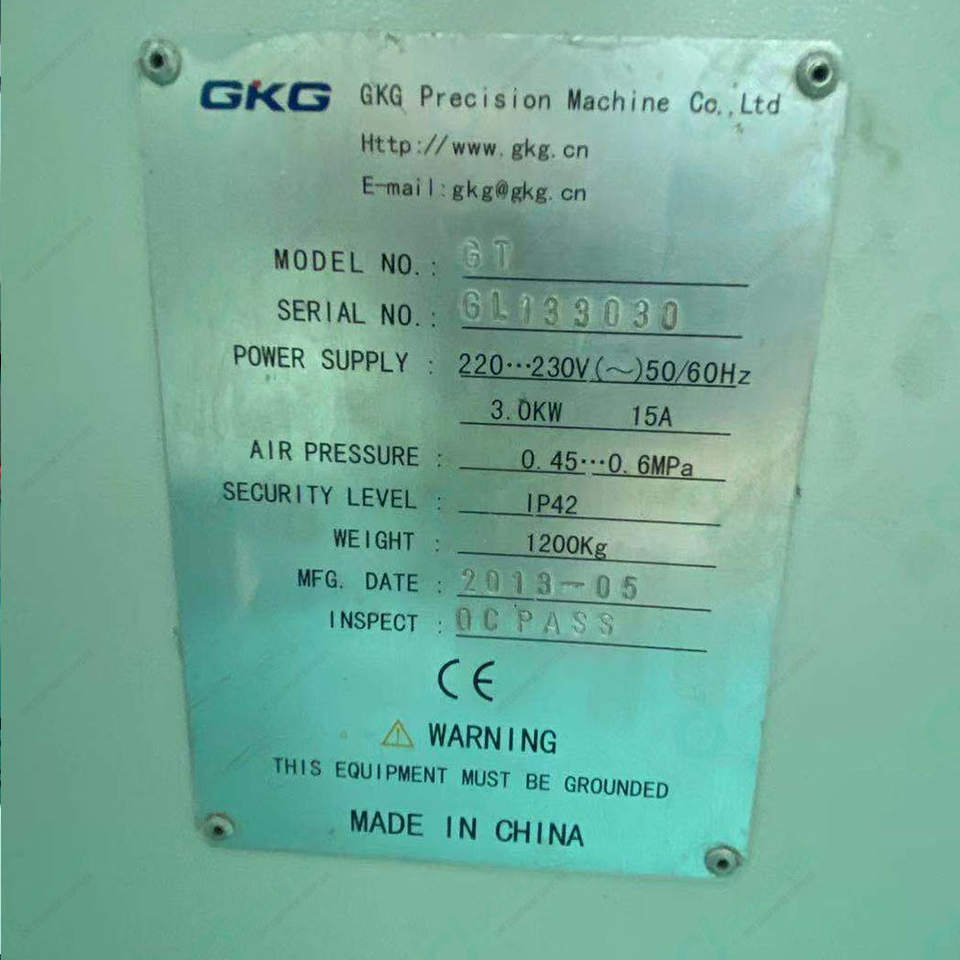 GKG GKG Precision Machine Co.,Ltd
Http://www.gkg.cn
E-mail:gkg@gkg.cn
MODEL NO.: GT
SERIAL NO.: GL133030
POWER SUPPLY : 220···230V(～)50/60Hz
3.0KW 15A
AIR PRESSURE : 0.45···0.6MPa
SECURITY LEVEL : IP42
WEIGHT : 1200Kg
MFG. DATE : 2013-05
INSPECT : QC PASS
CE
WARNING
THIS EQUIPMENT MUST BE GROUNDED
MADE IN CHINA